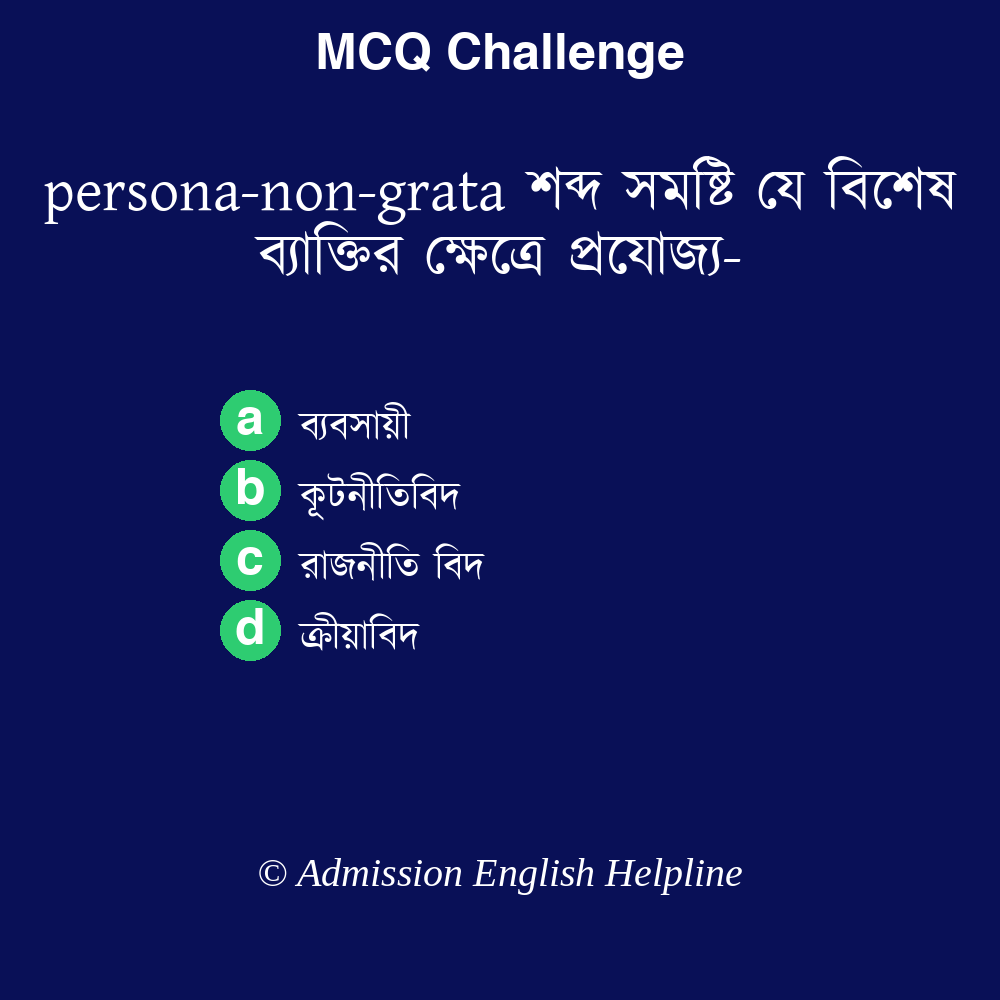 MCQ Challenge
persona-non-grata শব্দ সমষ্টি যে বিশেষ
ব্যাক্তির ক্ষেত্রে প্রযোজ্য-
a ব্যবসায়ী
b কূটনীতিবিদ
c রাজনীতি বিদ
d ক্রীয়াবিদ
© Admission English Helpline